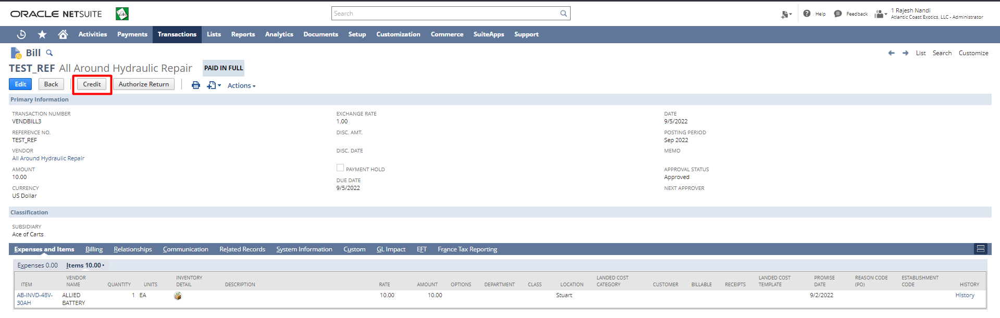 ORACLE NETSUITE
Search
Help
Feedback
1 Rajesh Nandi
Atlantic Coast Exotics, LLC - Administrator
Activities Payments Transactions Lists Reports Analytics Documents Setup Customization Commerce SuiteApps Support
Bill
List Search Customize
TEST_REF All Around Hydraulic Repair PAID IN FULL
Edit Back Credit Authorize Return Actions
Primary Information
TRANSACTION NUMBER
VENDBILL3
REFERENCE NO.
TEST_REF
VENDOR
All Around Hydraulic Repair
AMOUNT
10.00
CURRENCY
US Dollar
EXCHANGE RATE
1.00
DISC. AMT.
DISC. DATE
PAYMENT HOLD
DUE DATE
9/5/2022
DATE
9/5/2022
POSTING PERIOD
Sep 2022
MEMO
APPROVAL STATUS
Approved
NEXT APPROVER
Classification
SUBSIDIARY
Ace of Carts
Expenses and Items Billing Relationships Communication Related Records System Information Custom GL Impact EFT France Tax Reporting
Expenses 0.00 Items 10.00 •
ITEM VENDOR NAME QUANTITY UNITS INVENTORY DETAIL DESCRIPTION RATE AMOUNT OPTIONS DEPARTMENT CLASS LOCATION LANDED COST CATEGORY CUSTOMER BILLABLE RECEIPTS LANDED COST TEMPLATE PROMISE DATE REASON CODE (PO) ESTABLISHMENT CODE HISTORY
AB-INVD-48V-30AH ALLIED BATTERY 1 EA 10.00 10.00 Stuart 9/2/2022 History